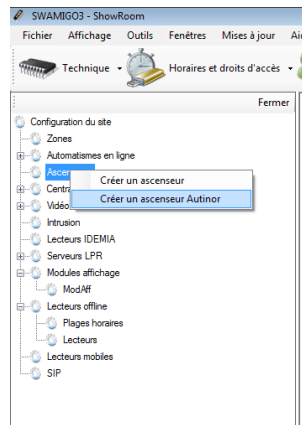 SWAMIGO3 - ShowRoom
Fichier Affichage Outils Fenêtres Mises à jour
Technique Horaires et droits d'accès
Fermer
Configuration du site
Zones
Automatismes en ligne
Créer un ascenseur
Créer un ascenseur Autinor
Vidéo
Intrusion
Lecteurs IDEMIA
Serveurs LPR
Modules affichage
ModAff
Lecteurs offline
Plages horaires
Lecteurs
Lecteurs mobiles
SIP